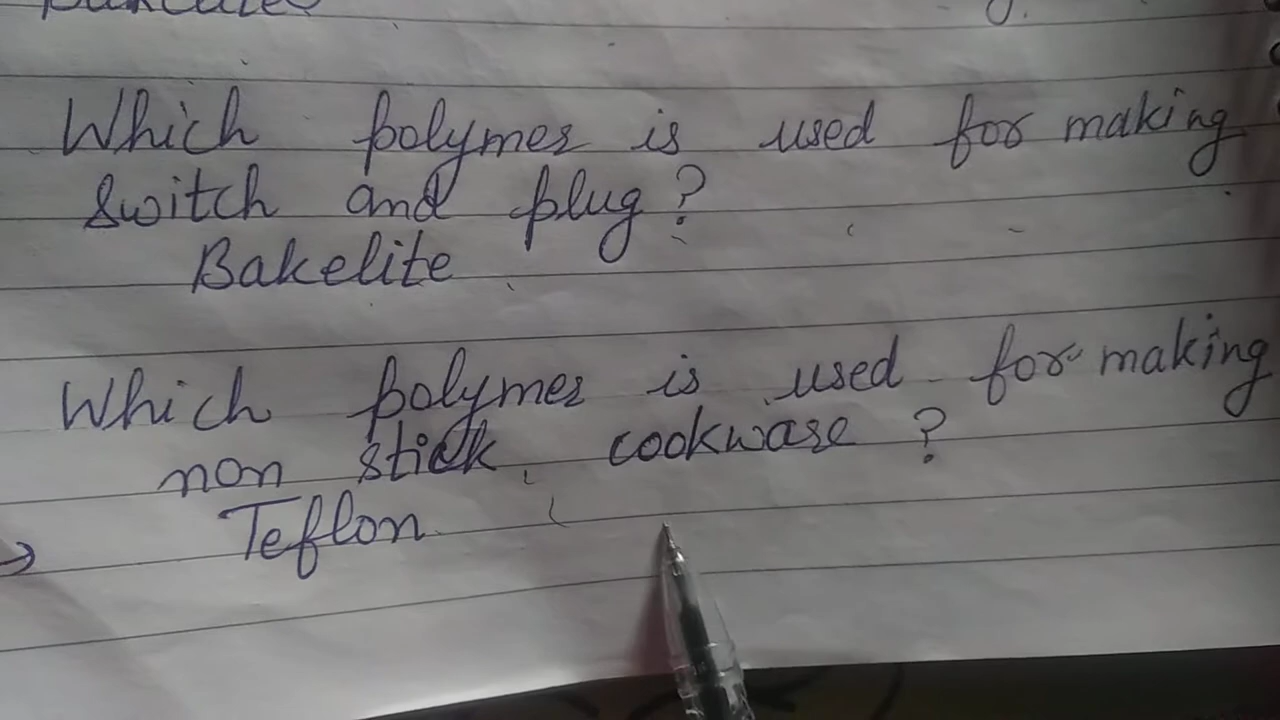 Which polymer is used for making
switch and plug?
Bakelite
Which polymer is used for making
non stick cookware?
→ Teflon